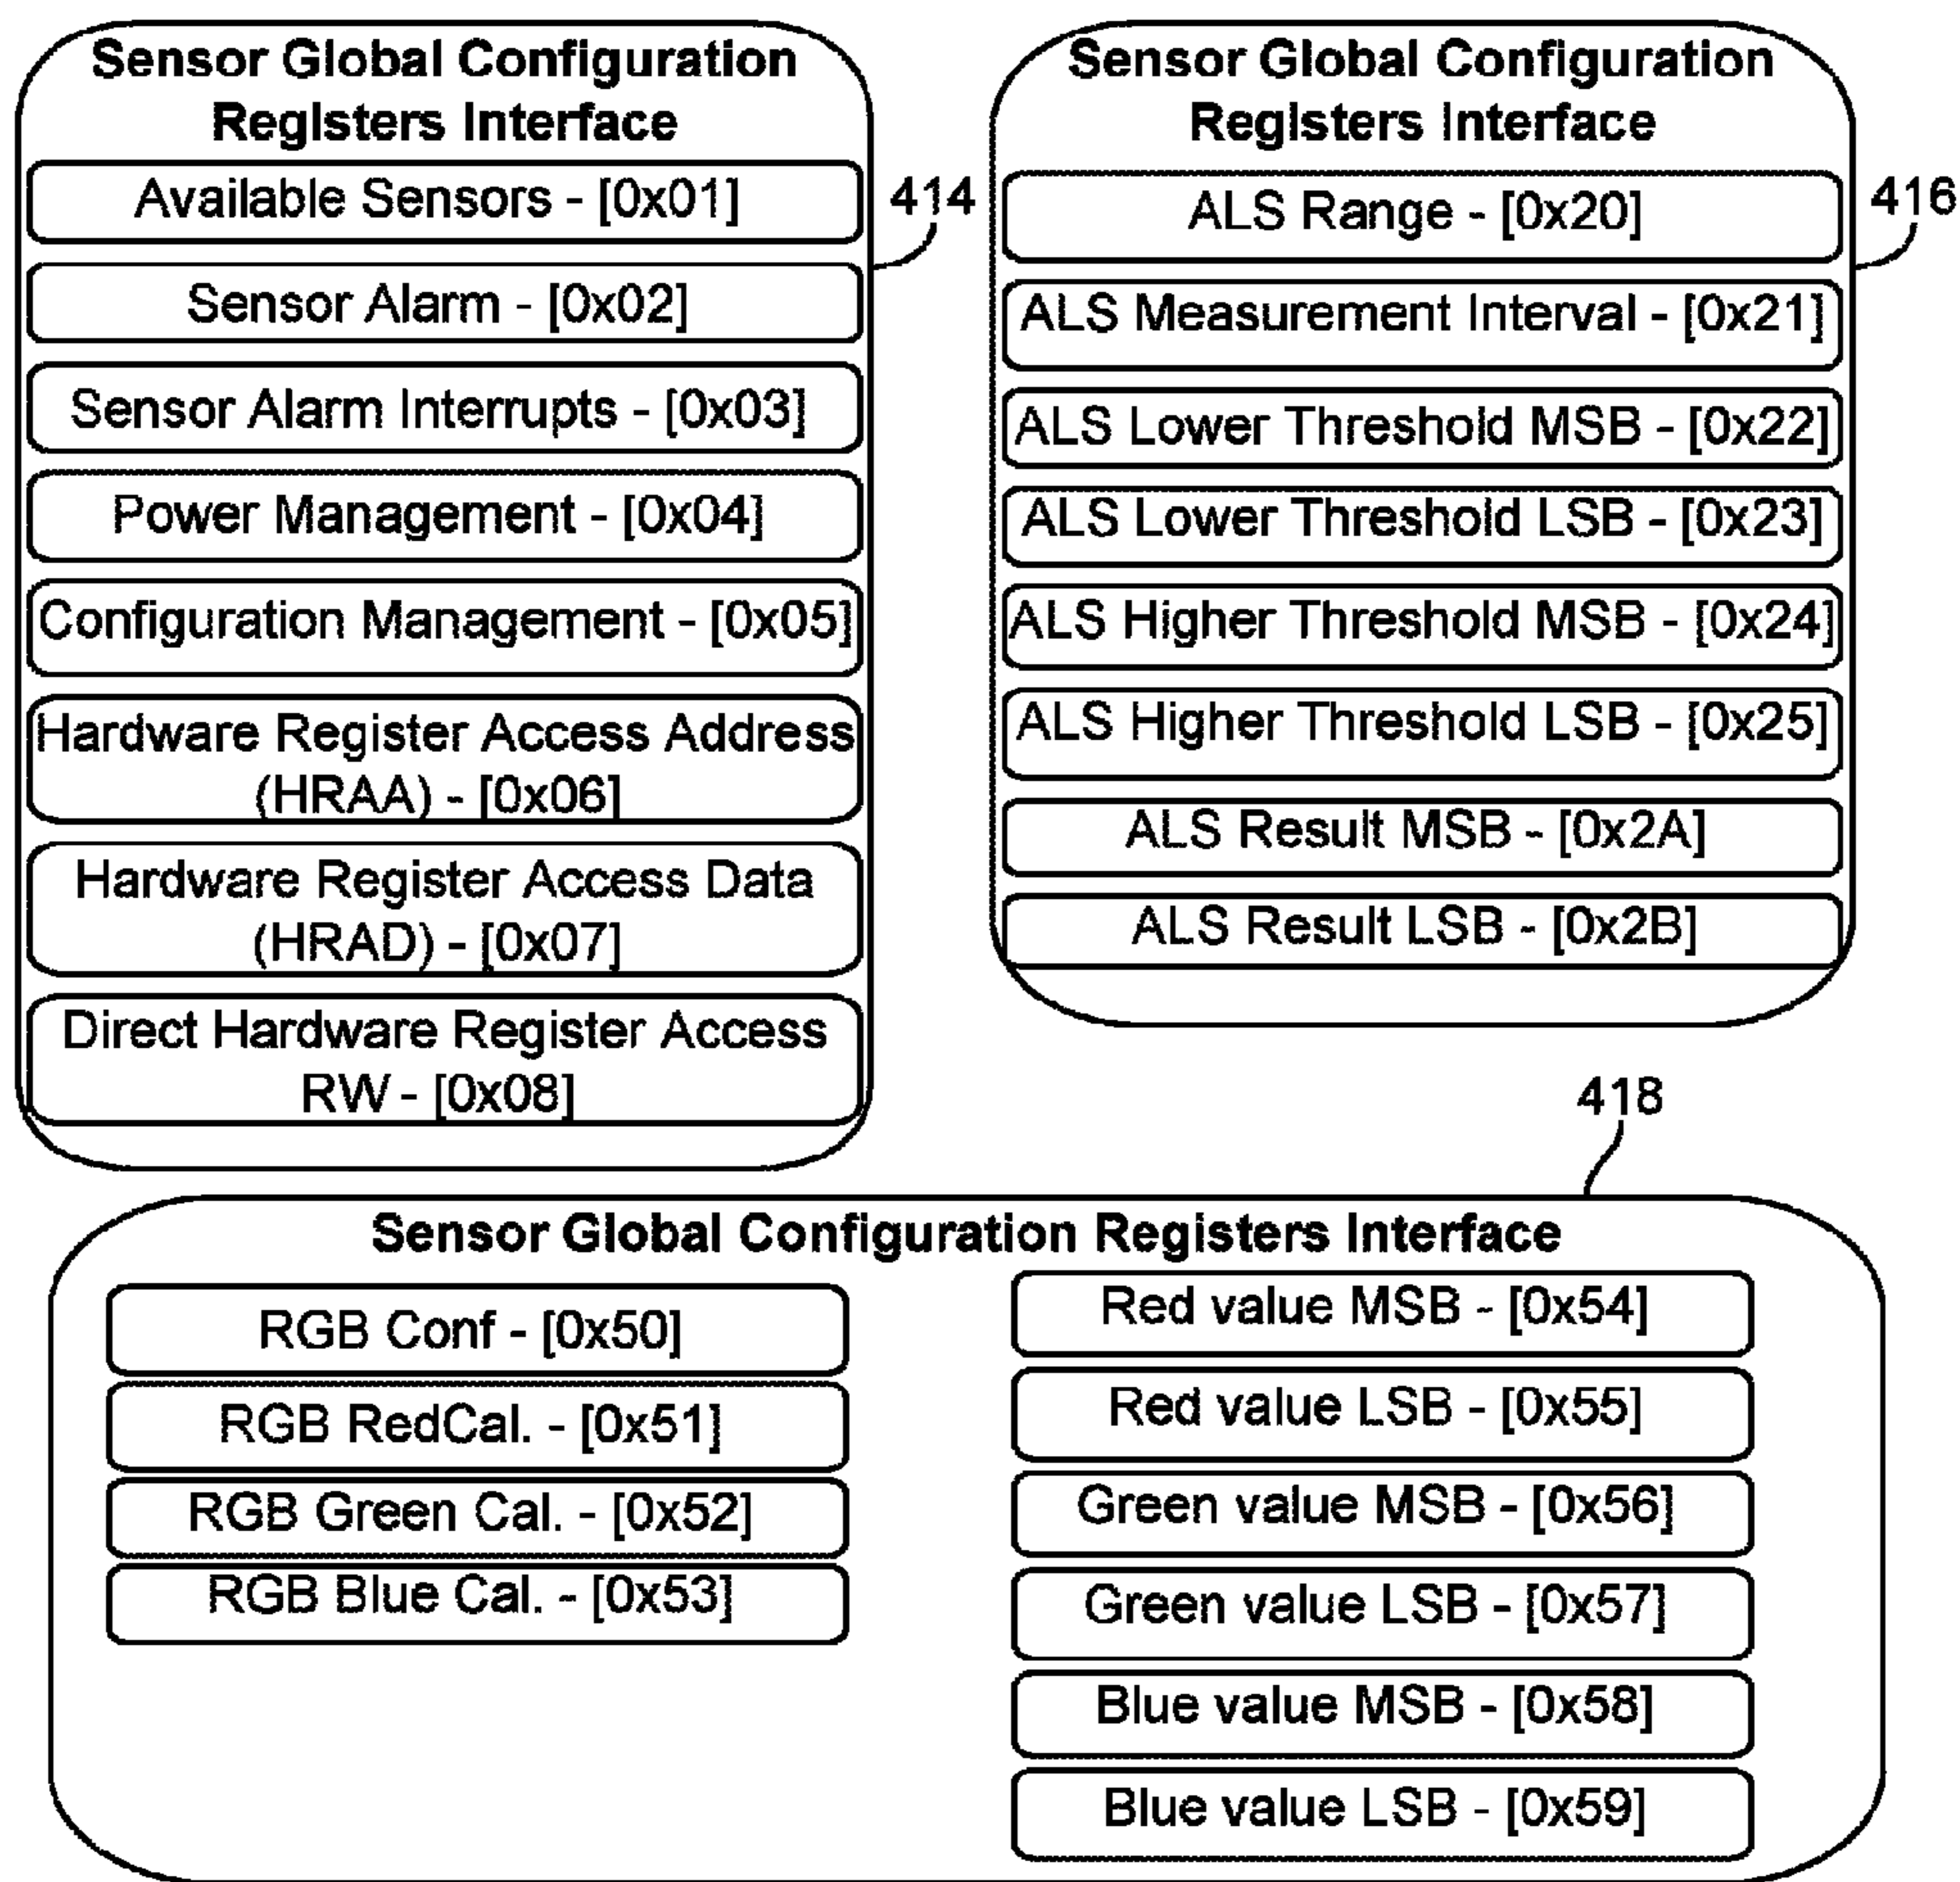 Sensor Global Configuration
Registers Interface
Available Sensors - [0x01]
Sensor Alarm - [0x02]
Sensor Alarm Interrupts - [0x03]
Power Management - [0x04]
Configuration Management - [0x05]
Hardware Register Access Address
(HRAA) - [0x06]
Hardware Register Access Data
(HRAD) - [0x07]
Direct Hardware Register Access
RW - [0x08]
414
Sensor Global Configuration
Registers Interface
ALS Range - [0x20]
ALS Measurement Interval - [0x21]
ALS Lower Threshold MSB - [0x22]
ALS Lower Threshold LSB - [0x23]
ALS Higher Threshold MSB - [0x24]
ALS Higher Threshold LSB - [0x25]
ALS Result MSB - [0x2A]
ALS Result LSB - [0x2B]
416
418
Sensor Global Configuration Registers Interface
RGB Conf - [0x50]
RGB RedCal. - [0x51]
RGB Green Cal. - [0x52]
RGB Blue Cal. - [0x53]
Red value MSB - [0x54]
Red value LSB - [0x55]
Green value MSB - [0x56]
Green value LSB - [0x57]
Blue value MSB - [0x58]
Blue value LSB - [0x59]